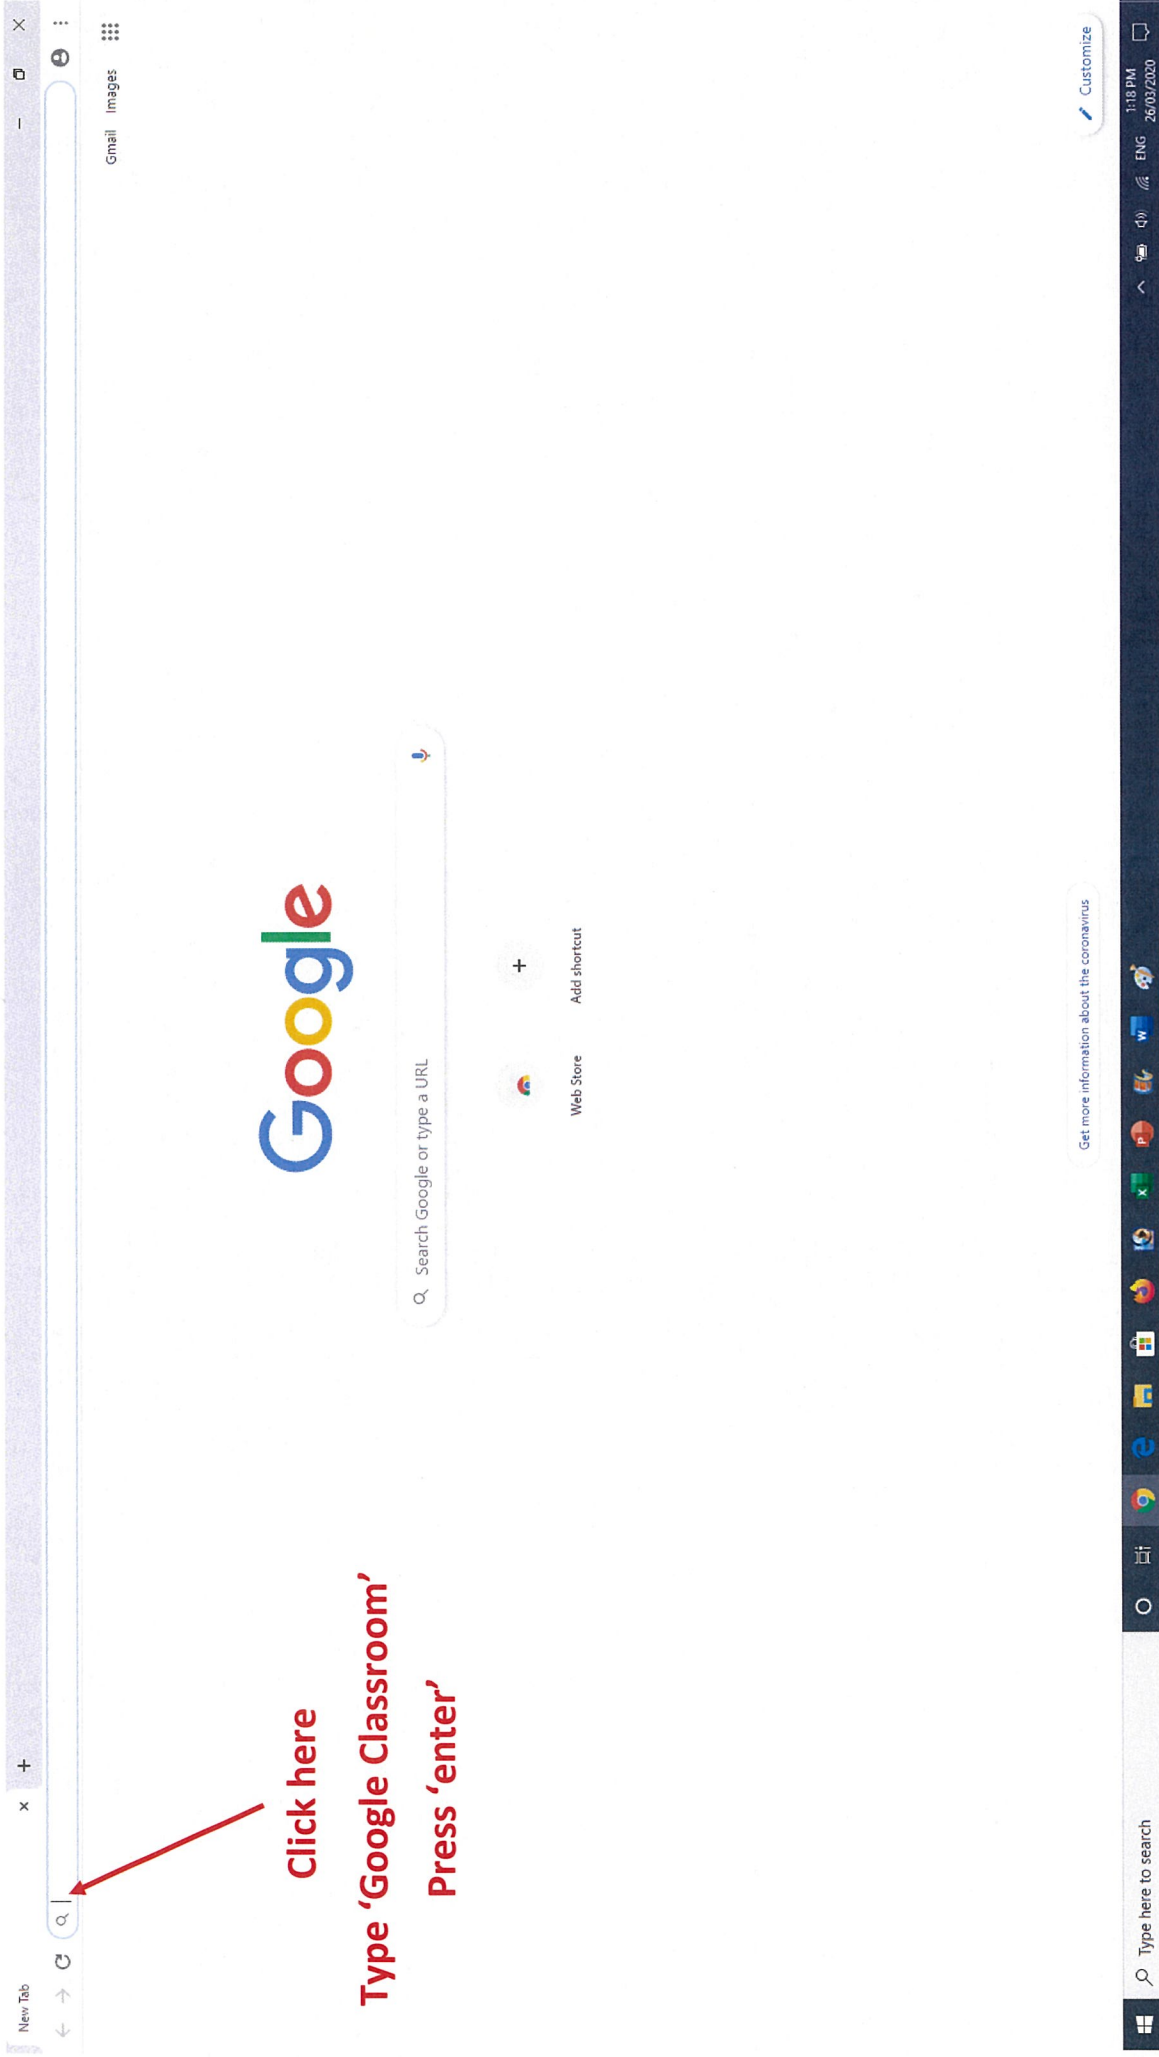 New Tab
Gmail Images
Google
Search Google or type a URL
Web Store
Add shortcut
Click here
Type ‘Google Classroom’
Press ‘enter’
Get more information about the coronavirus
Customize
Type here to search
ENG
1:18 PM
26/03/2020